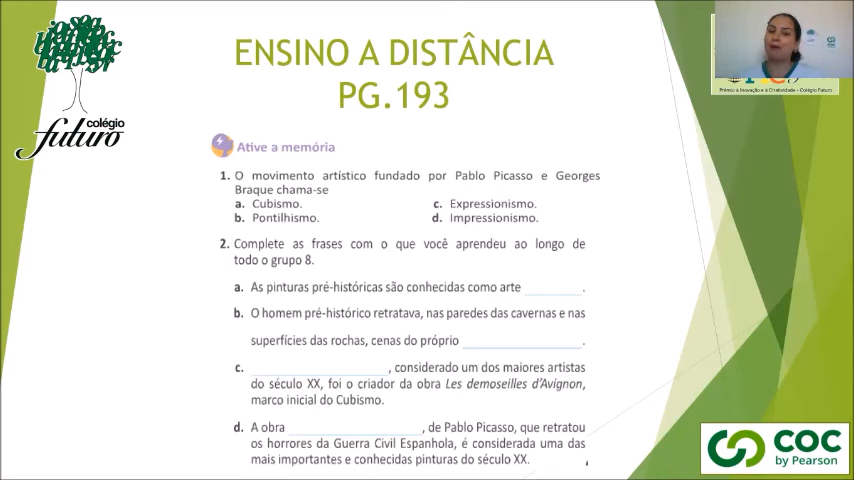 ENSINO A DISTÂNCIA
PG.193
colégio
futuro
Prêmio à Inovação e à Criatividade – Colégio Futuro
Ative a memória
1. O movimento artístico fundado por Pablo Picasso e Georges
Braque chama-se
a. Cubismo.
c. Expressionismo.
b. Pontilhismo.
d. Impressionismo.
2. Complete as frases com o que você aprendeu ao longo de
todo o grupo 8.
a. As pinturas pré-históricas são conhecidas como arte ________.
b. O homem pré-histórico retratava, nas paredes das cavernas e nas
superfícies das rochas, cenas do próprio ________________.
c. ____________________, considerado um dos maiores artistas
do século XX, foi o criador da obra Les demoseilles d'Avignon,
marco inicial do Cubismo.
d. A obra ____________________, de Pablo Picasso, que retratou
os horrores da Guerra Civil Espanhola, é considerada uma das
mais importantes e conhecidas pinturas do século XX.
COC
by Pearson